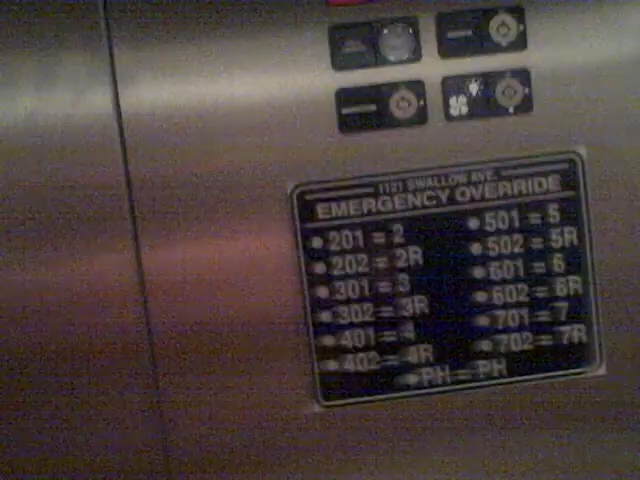 1121 SWALLOW AVE.
EMERGENCY OVERRIDE
201 = 2
202 = 2R
301 = 3
302 = 3R
401 = 4
402 = 4R
501 = 5
502 = 5R
601 = 6
602 = 6R
701 = 7
702 = 7R
PH = PH